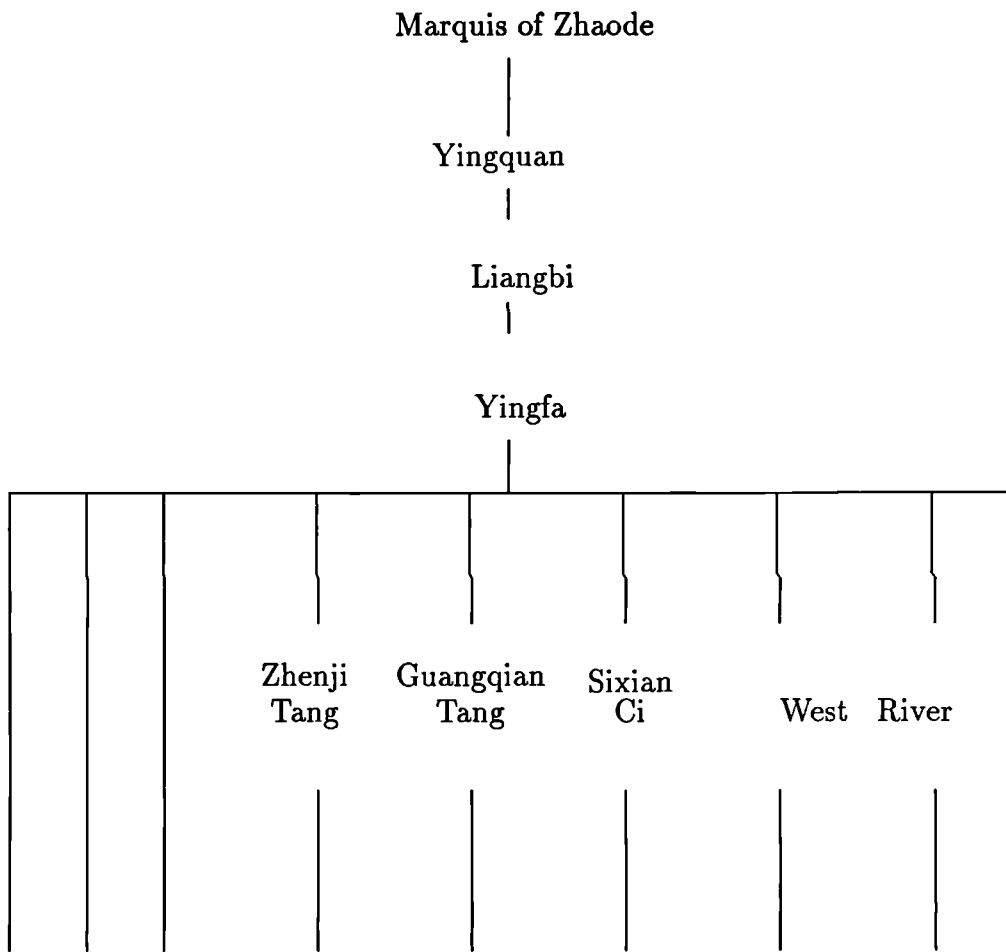 Marquis of Zhaode
Yingquan
Liangbi
Yingfa
Zhenji
Tang
Guangqian
Tang
Sixian
Ci
West River